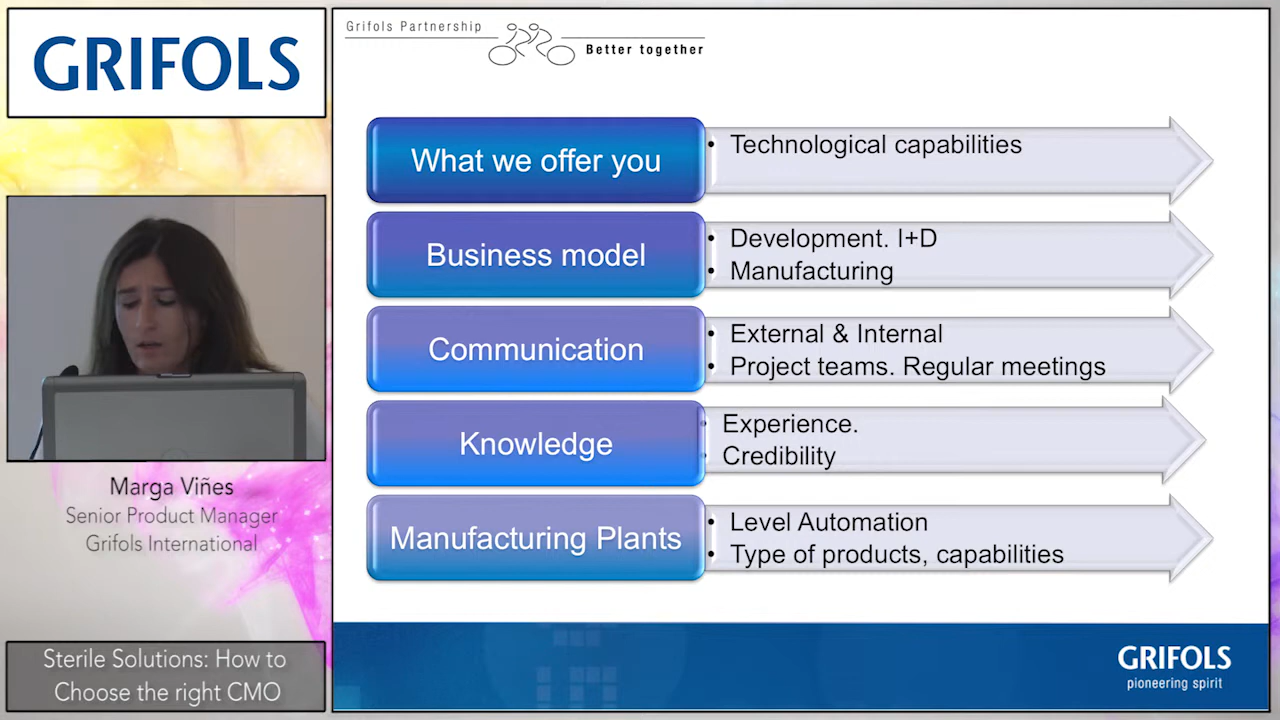 GRIFOLS
Marga Viñes
Senior Product Manager
Grifols International
Sterile Solutions: How to
Choose the right CMO
Grifols Partnership
Better together
What we offer you
• Technological capabilities
Business model
• Development. I+D
• Manufacturing
Communication
• External & Internal
• Project teams. Regular meetings
Knowledge
• Experience.
• Credibility
Manufacturing Plants
• Level Automation
• Type of products, capabilities
GRIFOLS
pioneering spirit